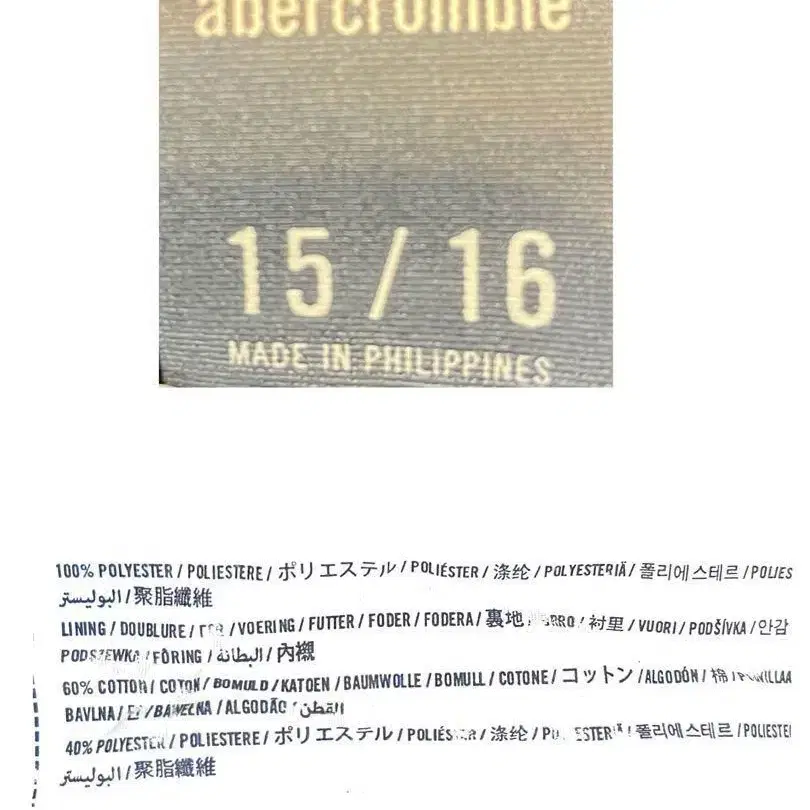 abercrombie
15 / 16
MADE IN PHILIPPINES
100% POLYESTER / POLIESTERE / ポリエステル / POLIÉSTER / 涤纶 / POLYESTERIÄ / 폴리에스테르 / POLIES
البوليستر / 聚脂纖維
LINING / DOUBLURE / / VOERING / FUTTER / FODER / FODERA / 裏地 / / 衬里 / VUORI / PODŠÍVKA / 안감
PODSZEWKA / FÔRING / البطانة / 內襯
60% COTTON / COTON / BOMULD / KATOEN / BAUMWOLLE / BOMULL / COTONE / コットン / ALGODÓN / 棉 /
BAVLNA / / BAWEŁNA / ALGODÃO القطن
40% POLYESTER / POLIESTERE / ポリエステル / / 涤纶 / / 폴리에스테르 / POLIESTE
البوليستر / 聚脂纖維